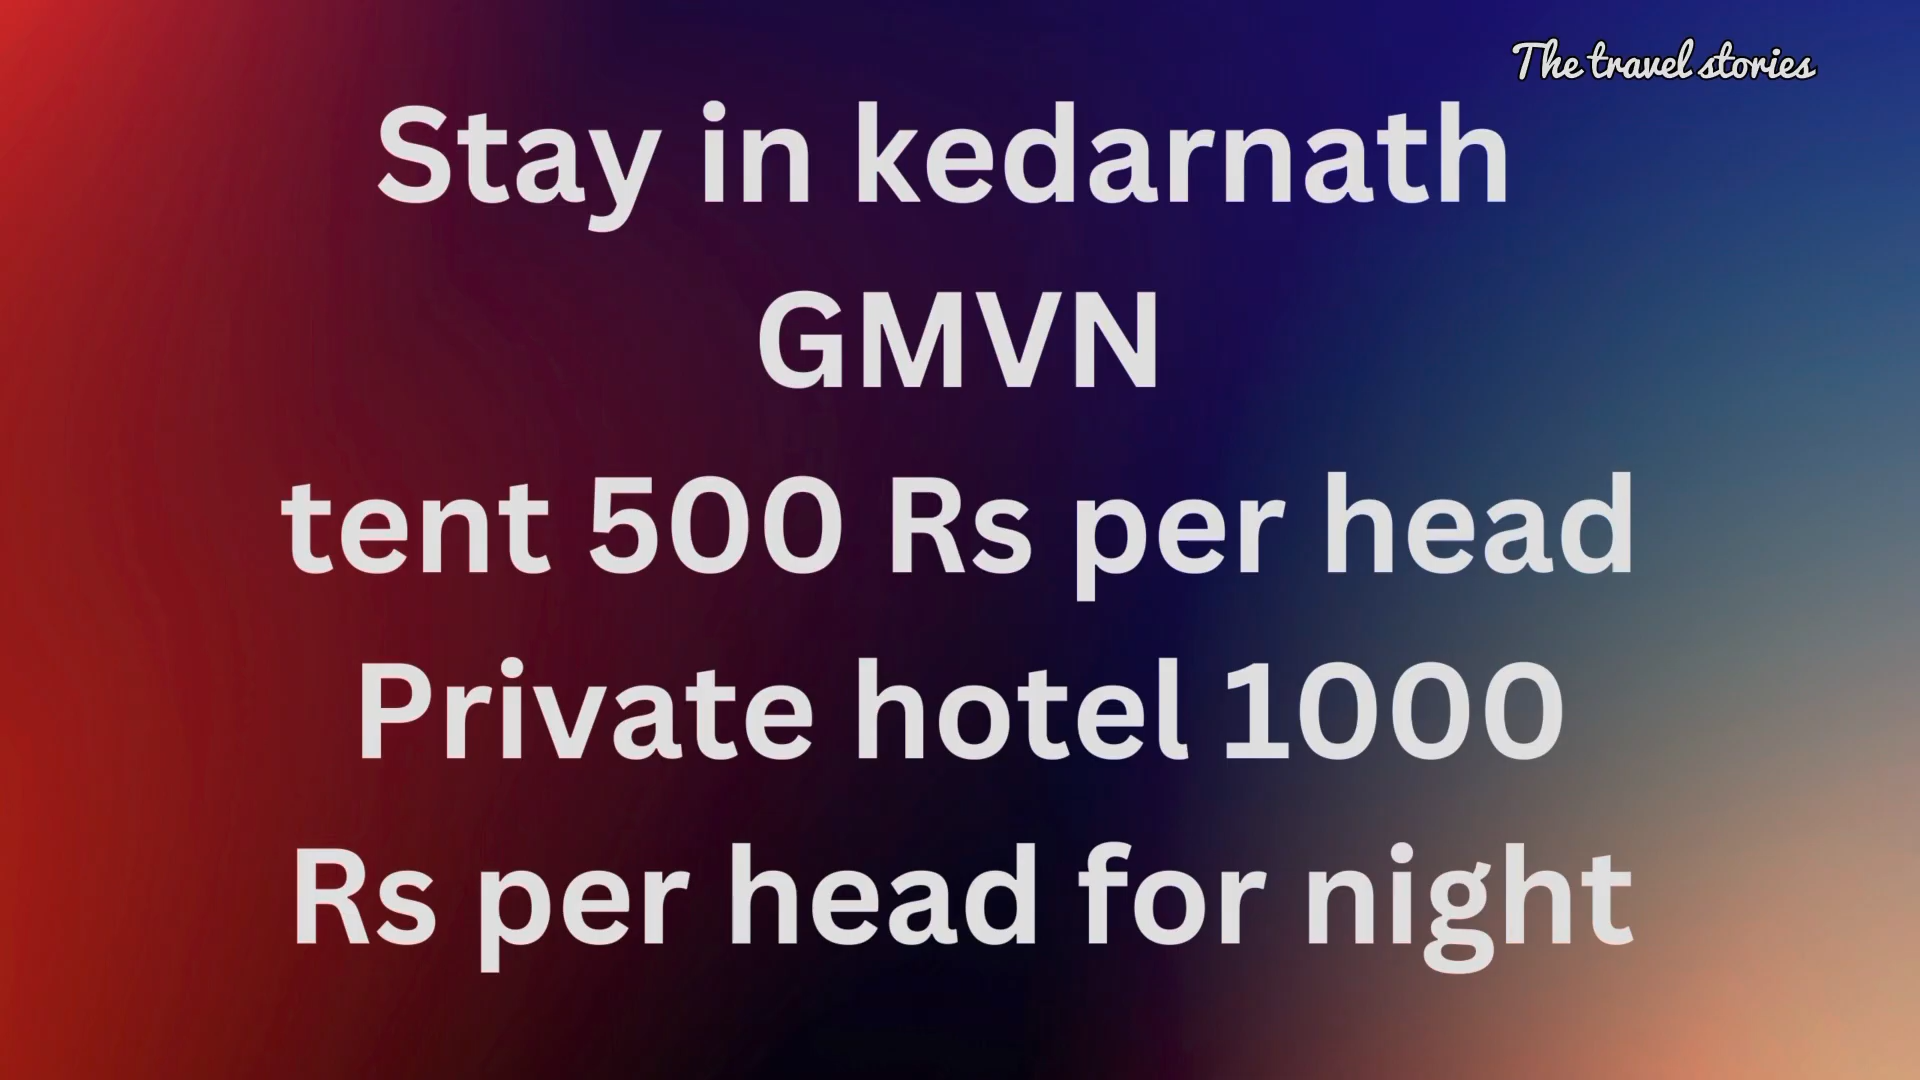 The travel stories
Stay in kedarnath
GMVN
tent 500 Rs per head
Private hotel 1000
Rs per head for night